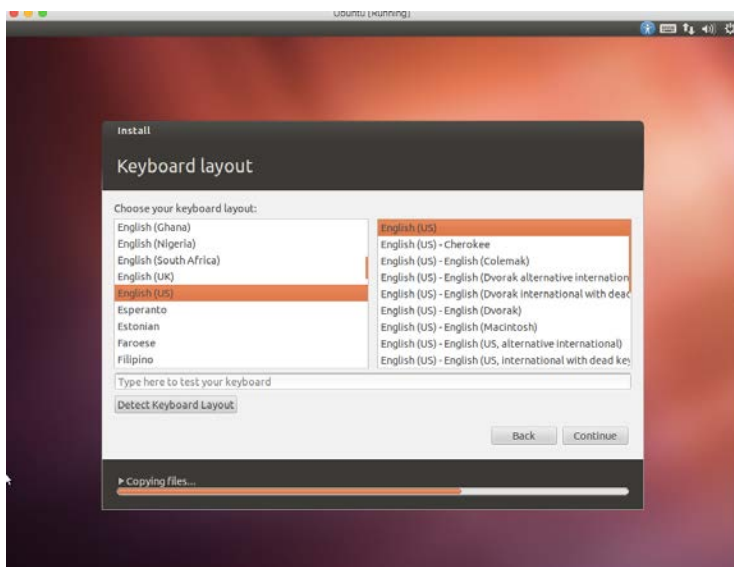 Ubuntu [Running]
Install
Keyboard layout
Choose your keyboard layout:
English (Ghana)
English (Nigeria)
English (South Africa)
English (UK)
English (US)
Esperanto
Estonian
Faroese
Filipino
English (US)
English (US) - Cherokee
English (US) - English (Colemak)
English (US) - English (Dvorak alternative internation
English (US) - English (Dvorak international with dead
English (US) - English (Dvorak)
English (US) - English (Macintosh)
English (US) - English (US, alternative international)
English (US) - English (US, international with dead key
Type here to test your keyboard
Detect Keyboard Layout
Back Continue
Copying files...